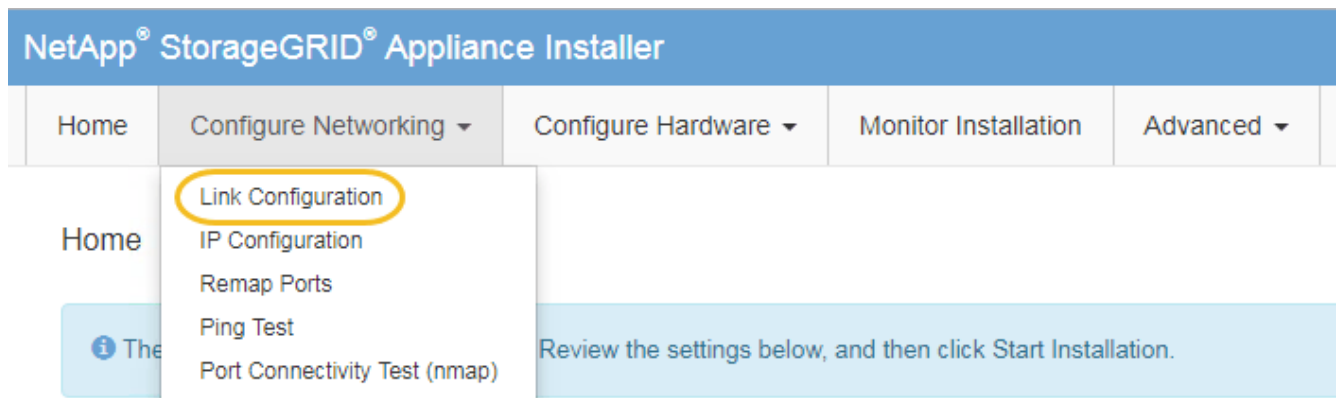 NetApp® StorageGRID® Appliance Installer
Home Configure Networking Configure Hardware Monitor Installation Advanced
Link Configuration
Home
IP Configuration
Remap Ports
Ping Test
The Review the settings below, and then click Start Installation.
Port Connectivity Test (nmap)